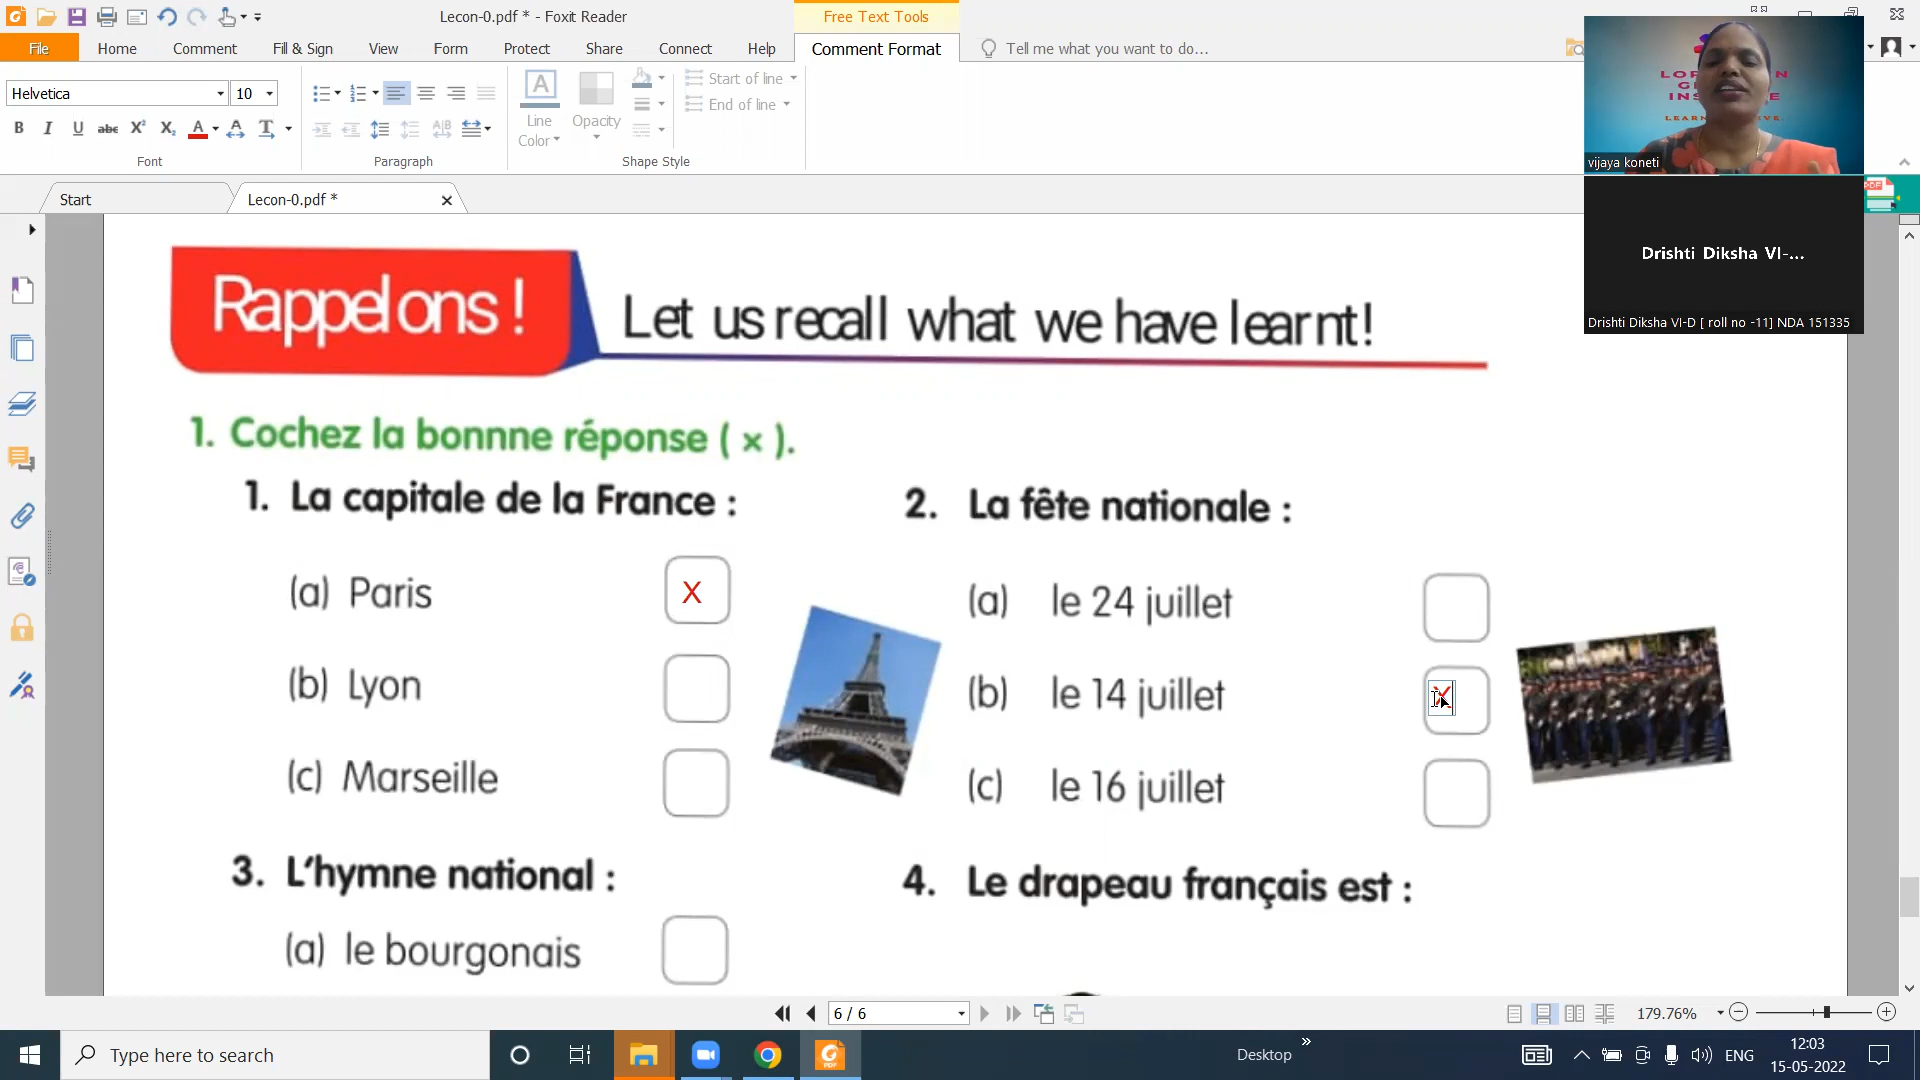 Lecon-0.pdf * - Foxit Reader
Free Text Tools
File Home Comment Fill & Sign View Form Protect Share Connect Help Comment Format Tell me what you want to do...
Helvetica 10
Start of line
End of line
Line Color
Opacity
Font Paragraph Shape Style
vijaya koneti
Start Lecon-0.pdf *
Drishti Diksha VI-...
Drishti Diksha VI-D [ roll no -11] NDA 151335
Rappelons ! Let us recall what we have learnt!
1. Cochez la bonnne réponse ( × ).
1. La capitale de la France :
(a) Paris X
(b) Lyon
(c) Marseille
2. La fête nationale :
(a) le 24 juillet
(b) le 14 juillet X
(c) le 16 juillet
3. L'hymne national :
(a) le bourgonais
4. Le drapeau français est :
6 / 6
179.76%
Type here to search
Desktop
ENG
12:03
15-05-2022